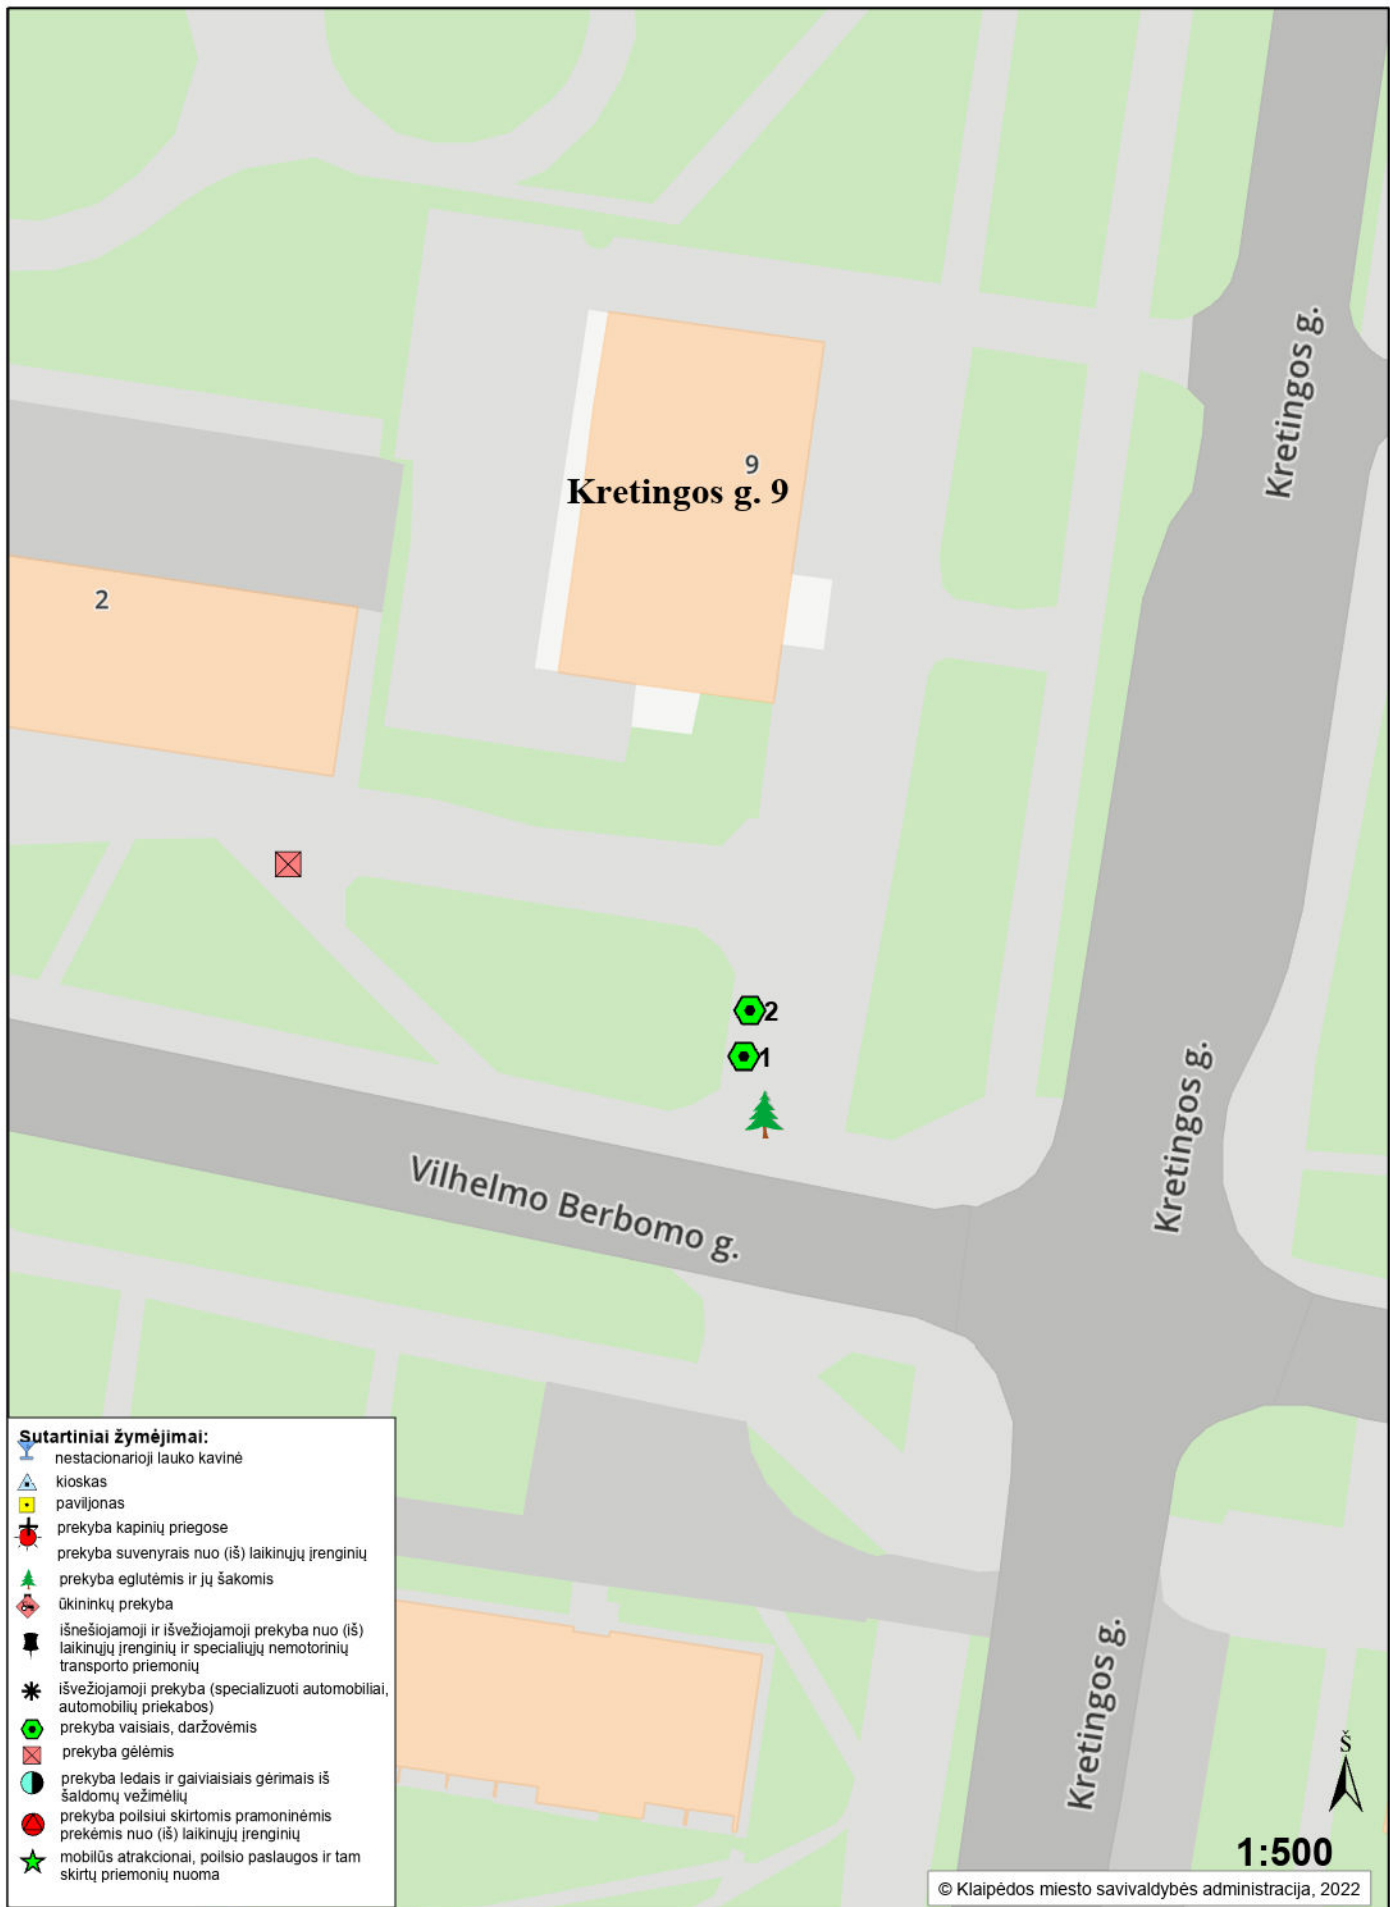 Kretingos g.
9
Kretingos g. 9
2
2
1
Kretingos g.
Vilhelmo Berbomo g.
Kretingos g.
Sutartiniai žymėjimai:
nestacionarioji lauko kavinė
kioskas
paviljonas
prekyba kapinių priegose
prekyba suvenyrais nuo (iš) laikinųjų įrenginių
prekyba eglutėmis ir jų šakomis
ūkininkų prekyba
išnešiojamoji ir išvežiojamoji prekyba nuo (iš)
laikinųjų įrenginių ir specialiųjų nemotorinių
transporto priemonių
išvežiojamoji prekyba (specializuoti automobiliai,
automobilių priekabos)
prekyba vaisiais, daržovėmis
prekyba gėlėmis
prekyba ledais ir gaiviaisiais gėrimais iš
šaldomų vežimėlių
prekyba poilsiui skirtomis pramoninėmis
prekėmis nuo (iš) laikinųjų įrenginių
mobilūs atrakcionai, poilsio paslaugos ir tam
skirtų priemonių nuoma
Š
1:500
© Klaipėdos miesto savivaldybės administracija, 2022